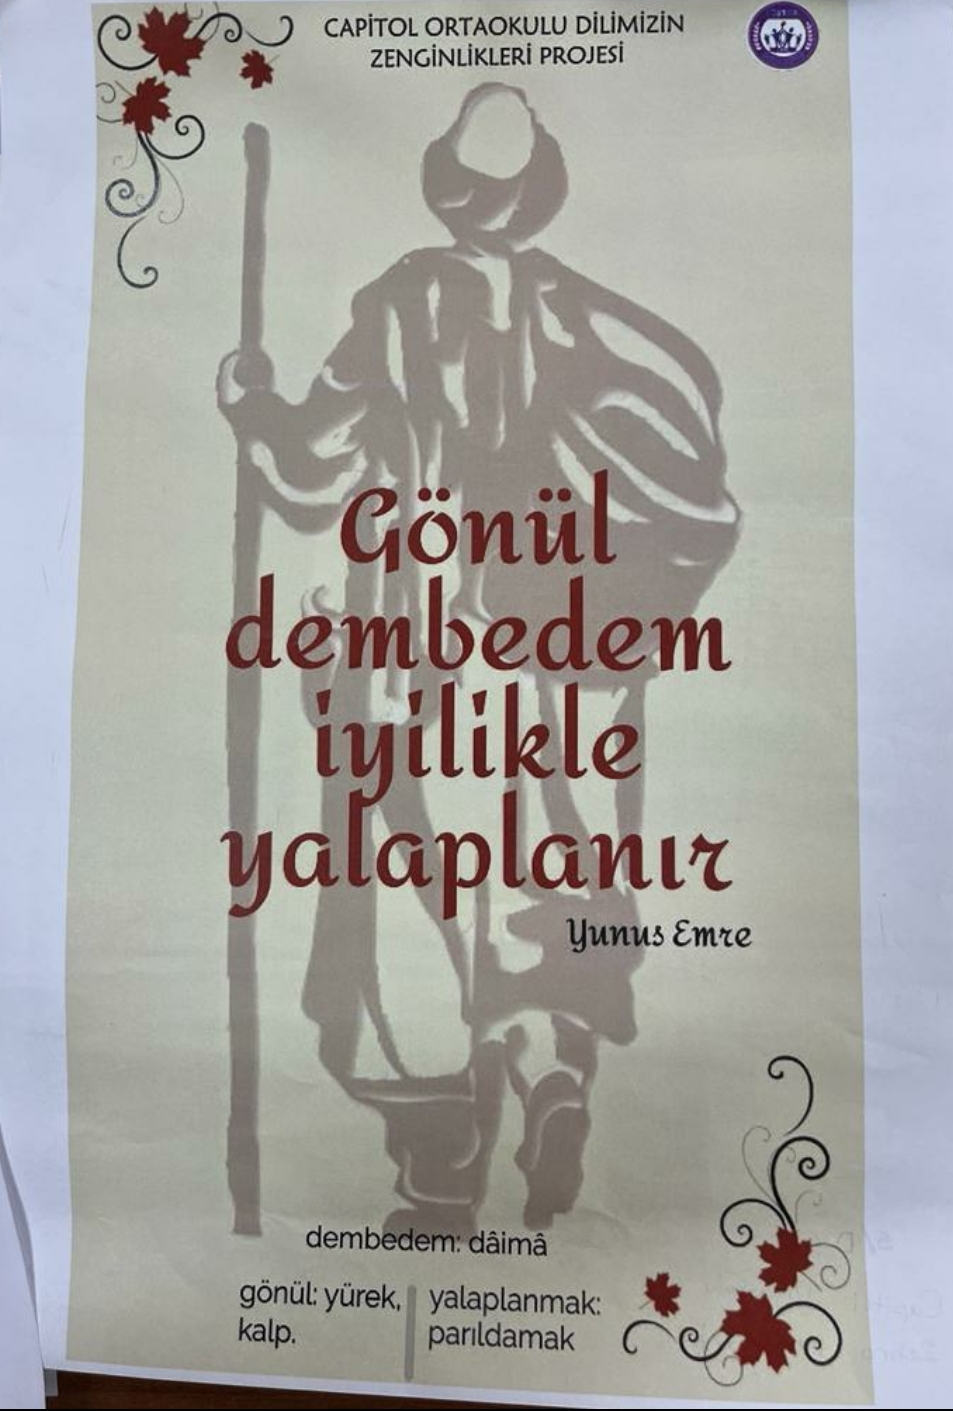 CAPİTOL ORTAOKULU DİLİMİZİN
ZENGİNLİKLERİ PROJESİ
Gönül
dembedem
iyilikle
yalaplanır
Yunus Emre
dembedem: dâimâ
gönül: yürek,
kalp.
yalaplanmak:
parıldamak